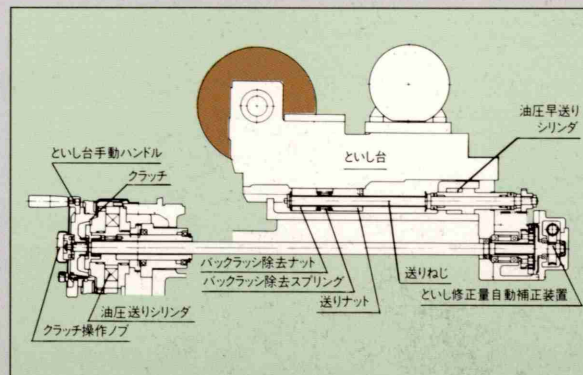 油圧早送り
シリンダ
といし台手動ハンドル
クラッチ
といし台
バックラッシ除去ナット
バックラッシ除去スプリング
送りナット
送りねじ
といし修正量自動補正装置
油圧送りシリンダ
クラッチ操作ノブ